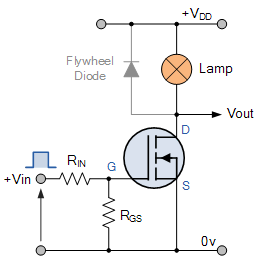 +VDD
Flywheel
Diode
Lamp
Vout
D
RIN
G
+Vin
S
RGS
0v